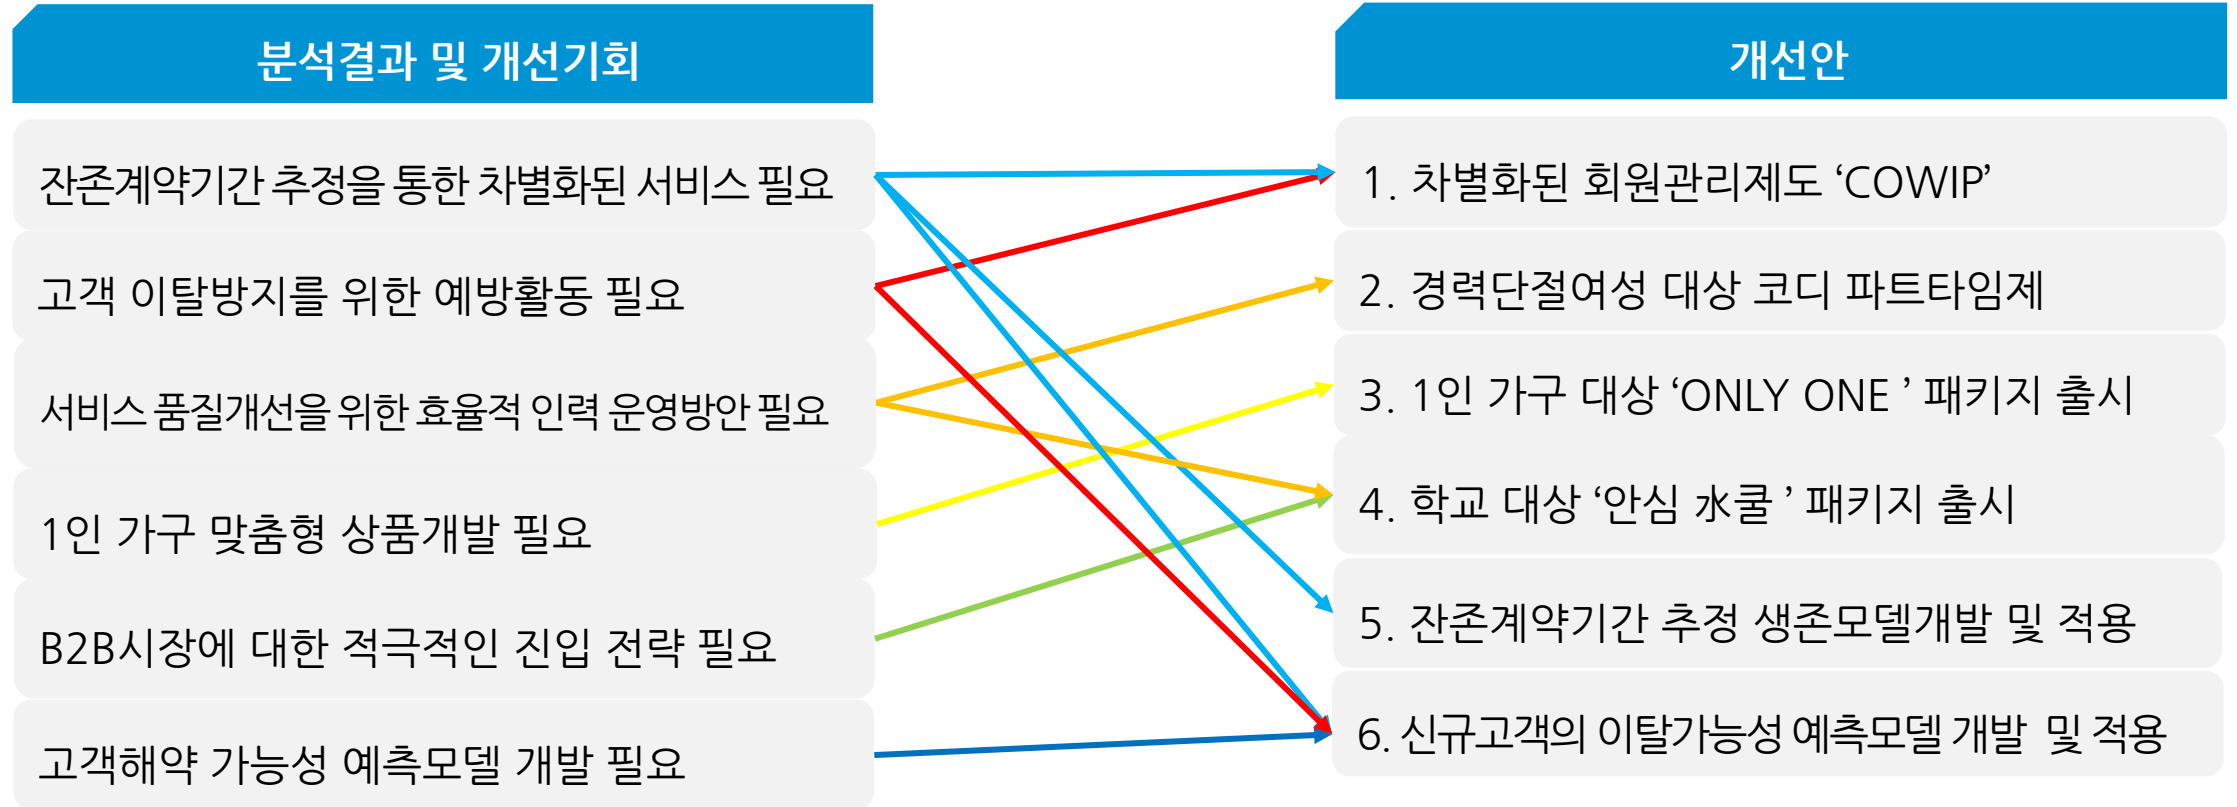 분석결과 및 개선기회
잔존계약기간 추정을 통한 차별화된 서비스 필요
고객 이탈방지를 위한 예방활동 필요
서비스 품질개선을 위한 효율적 인력 운영방안 필요
1인 가구 맞춤형 상품개발 필요
B2B시장에 대한 적극적인 진입 전략 필요
고객해약 가능성 예측모델 개발 필요
개선안
1. 차별화된 회원관리제도 ‘COWIP’
2. 경력단절여성 대상 코디 파트타임제
3. 1인 가구 대상 ‘ONLY ONE ’ 패키지 출시
4. 학교 대상 ‘안심 水쿨 ’ 패키지 출시
5. 잔존계약기간 추정 생존모델개발 및 적용
6. 신규고객의 이탈가능성 예측모델 개발 및 적용